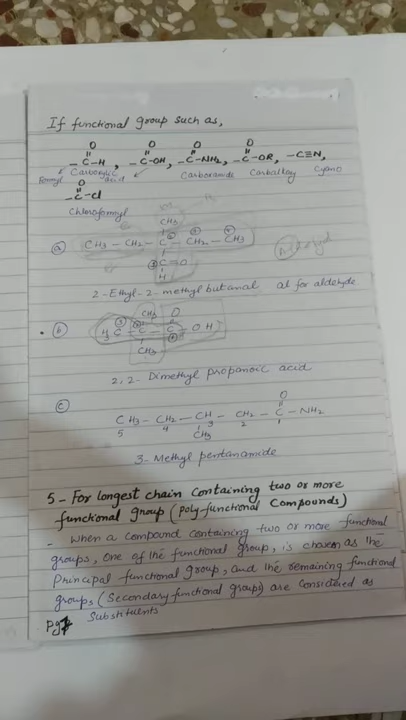 If functional group such as,
O O O O
-C-H, -C-OH, -C-NH2, -C-OR, -C≡N,
Formyl Carboxylic acid Carboxamide Carbalkoxy Cyano
O
-C-Cl
Chloroformyl
CH3
(a) CH3 - CH2 - C - CH2 - CH3
C=O
H
2-Ethyl-2-methyl butanal al for aldehyde
CH3 O
(b) H3C - C - C - OH
CH3
2,2- Dimethyl propanoic acid
O
(c) CH3 - CH2 - CH - CH2 - C - NH2
5 4 3 2 1
CH3
3- Methyl pentanamide
5- For longest chain containing two or more
functional group (Poly-functional Compounds)
- When a compound containing two or more functional
groups, one of the functional group, is chosen as the
Principal functional group, and the remaining functional
groups (Secondary functional groups) are considered as
Substituents